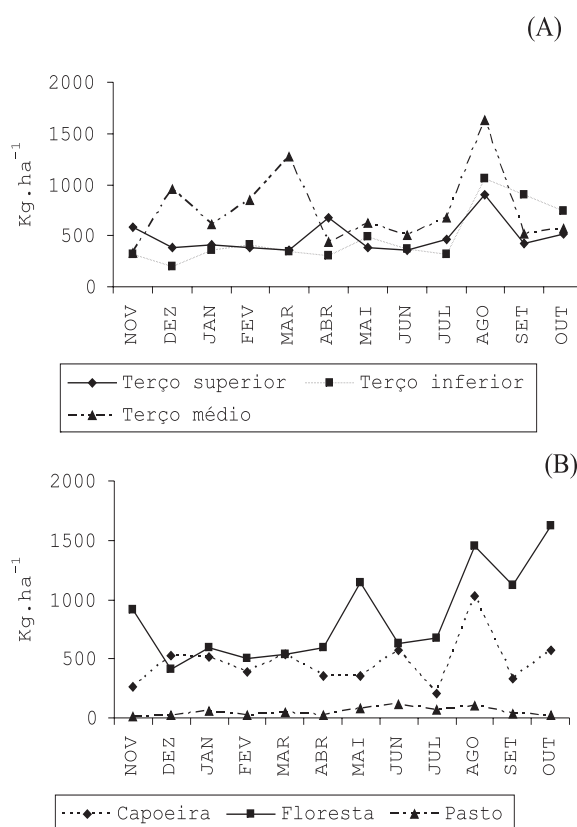 (A)
2000
1500
1000
500
0
Kg.ha⁻¹
NOV DEZ JAN FEV MAR ABR MAI JUN JUL AGO SET OUT
Terço superior Terço inferior
Terço médio
(B)
2000
1500
1000
500
0
Kg.ha⁻¹
NOV DEZ JAN FEV MAR ABR MAI JUN JUL AGO SET OUT
Capoeira Floresta Pasto